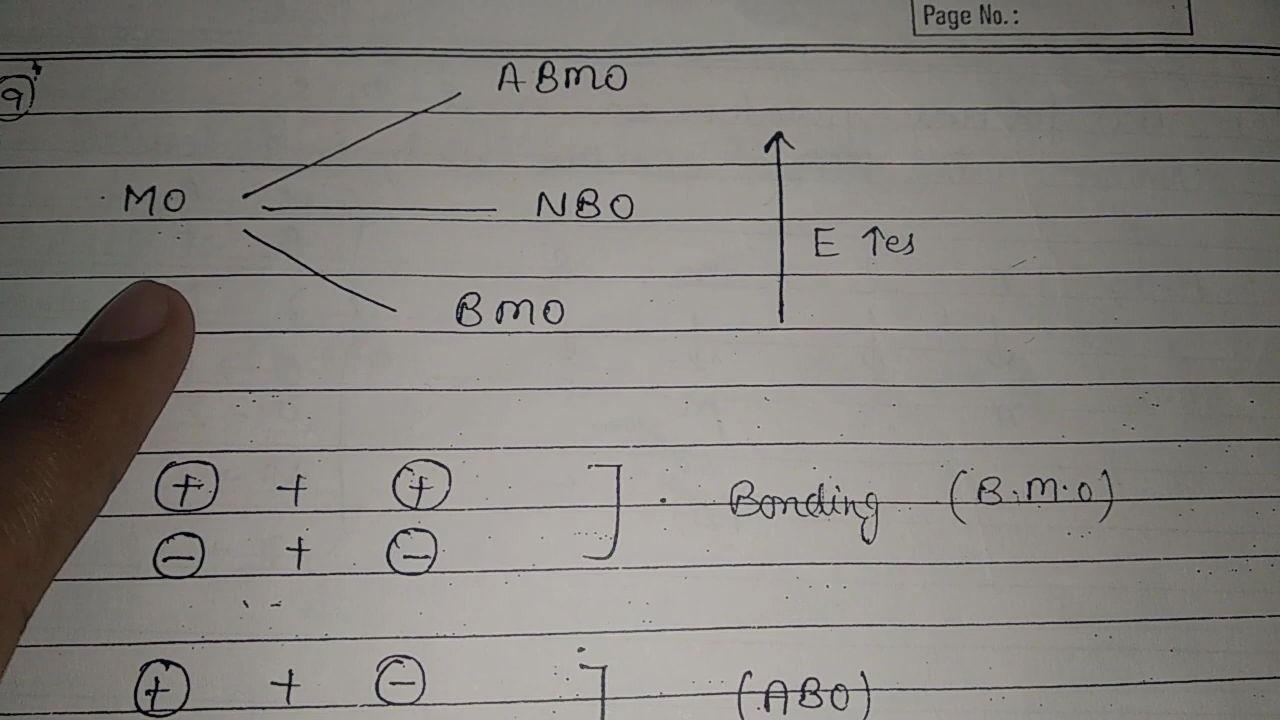 Page No.:
9)
ABMO
MO NBO
E ↑es
BMO
⊕ + ⊕ ] Bonding (B.M.O)
⊖ + ⊖
⊕ + ⊖ ] (ABO)